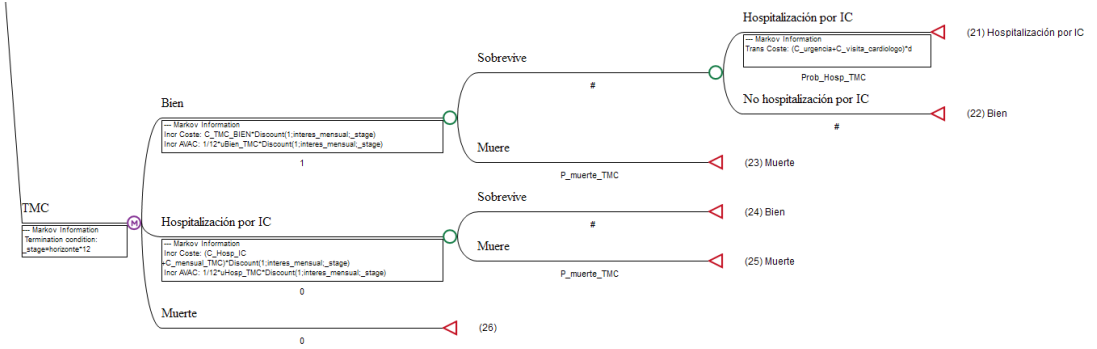 Hospitalización por IC
(21) Hospitalización por IC
--- Markov Information
Trans Coste: (C_urgencia+C_visita_cardiologo)*d
Prob_Hosp_TMC
Sobrevive
#
No hospitalización por IC
(22) Bien
#
Bien
--- Markov Information
Incr Coste: C_TMC_BIEN*Discount(1;interes_mensual;_stage)
Incr AVAC: 1/12*uBien_TMC*Discount(1;interes_mensual;_stage)
1
Muere
(23) Muerte
P_muerte_TMC
TMC
--- Markov Information
Termination condition:
_stage=horizonte*12
Sobrevive
(24) Bien
#
Hospitalización por IC
--- Markov Information
Incr Coste: (C_Hosp_IC
+C_mensual_TMC)*Discount(1;interes_mensual;_stage)
Incr AVAC: 1/12*uHosp_TMC*Discount(1;interes_mensual;_stage)
0
Muere
(25) Muerte
P_muerte_TMC
Muerte
(26)
0